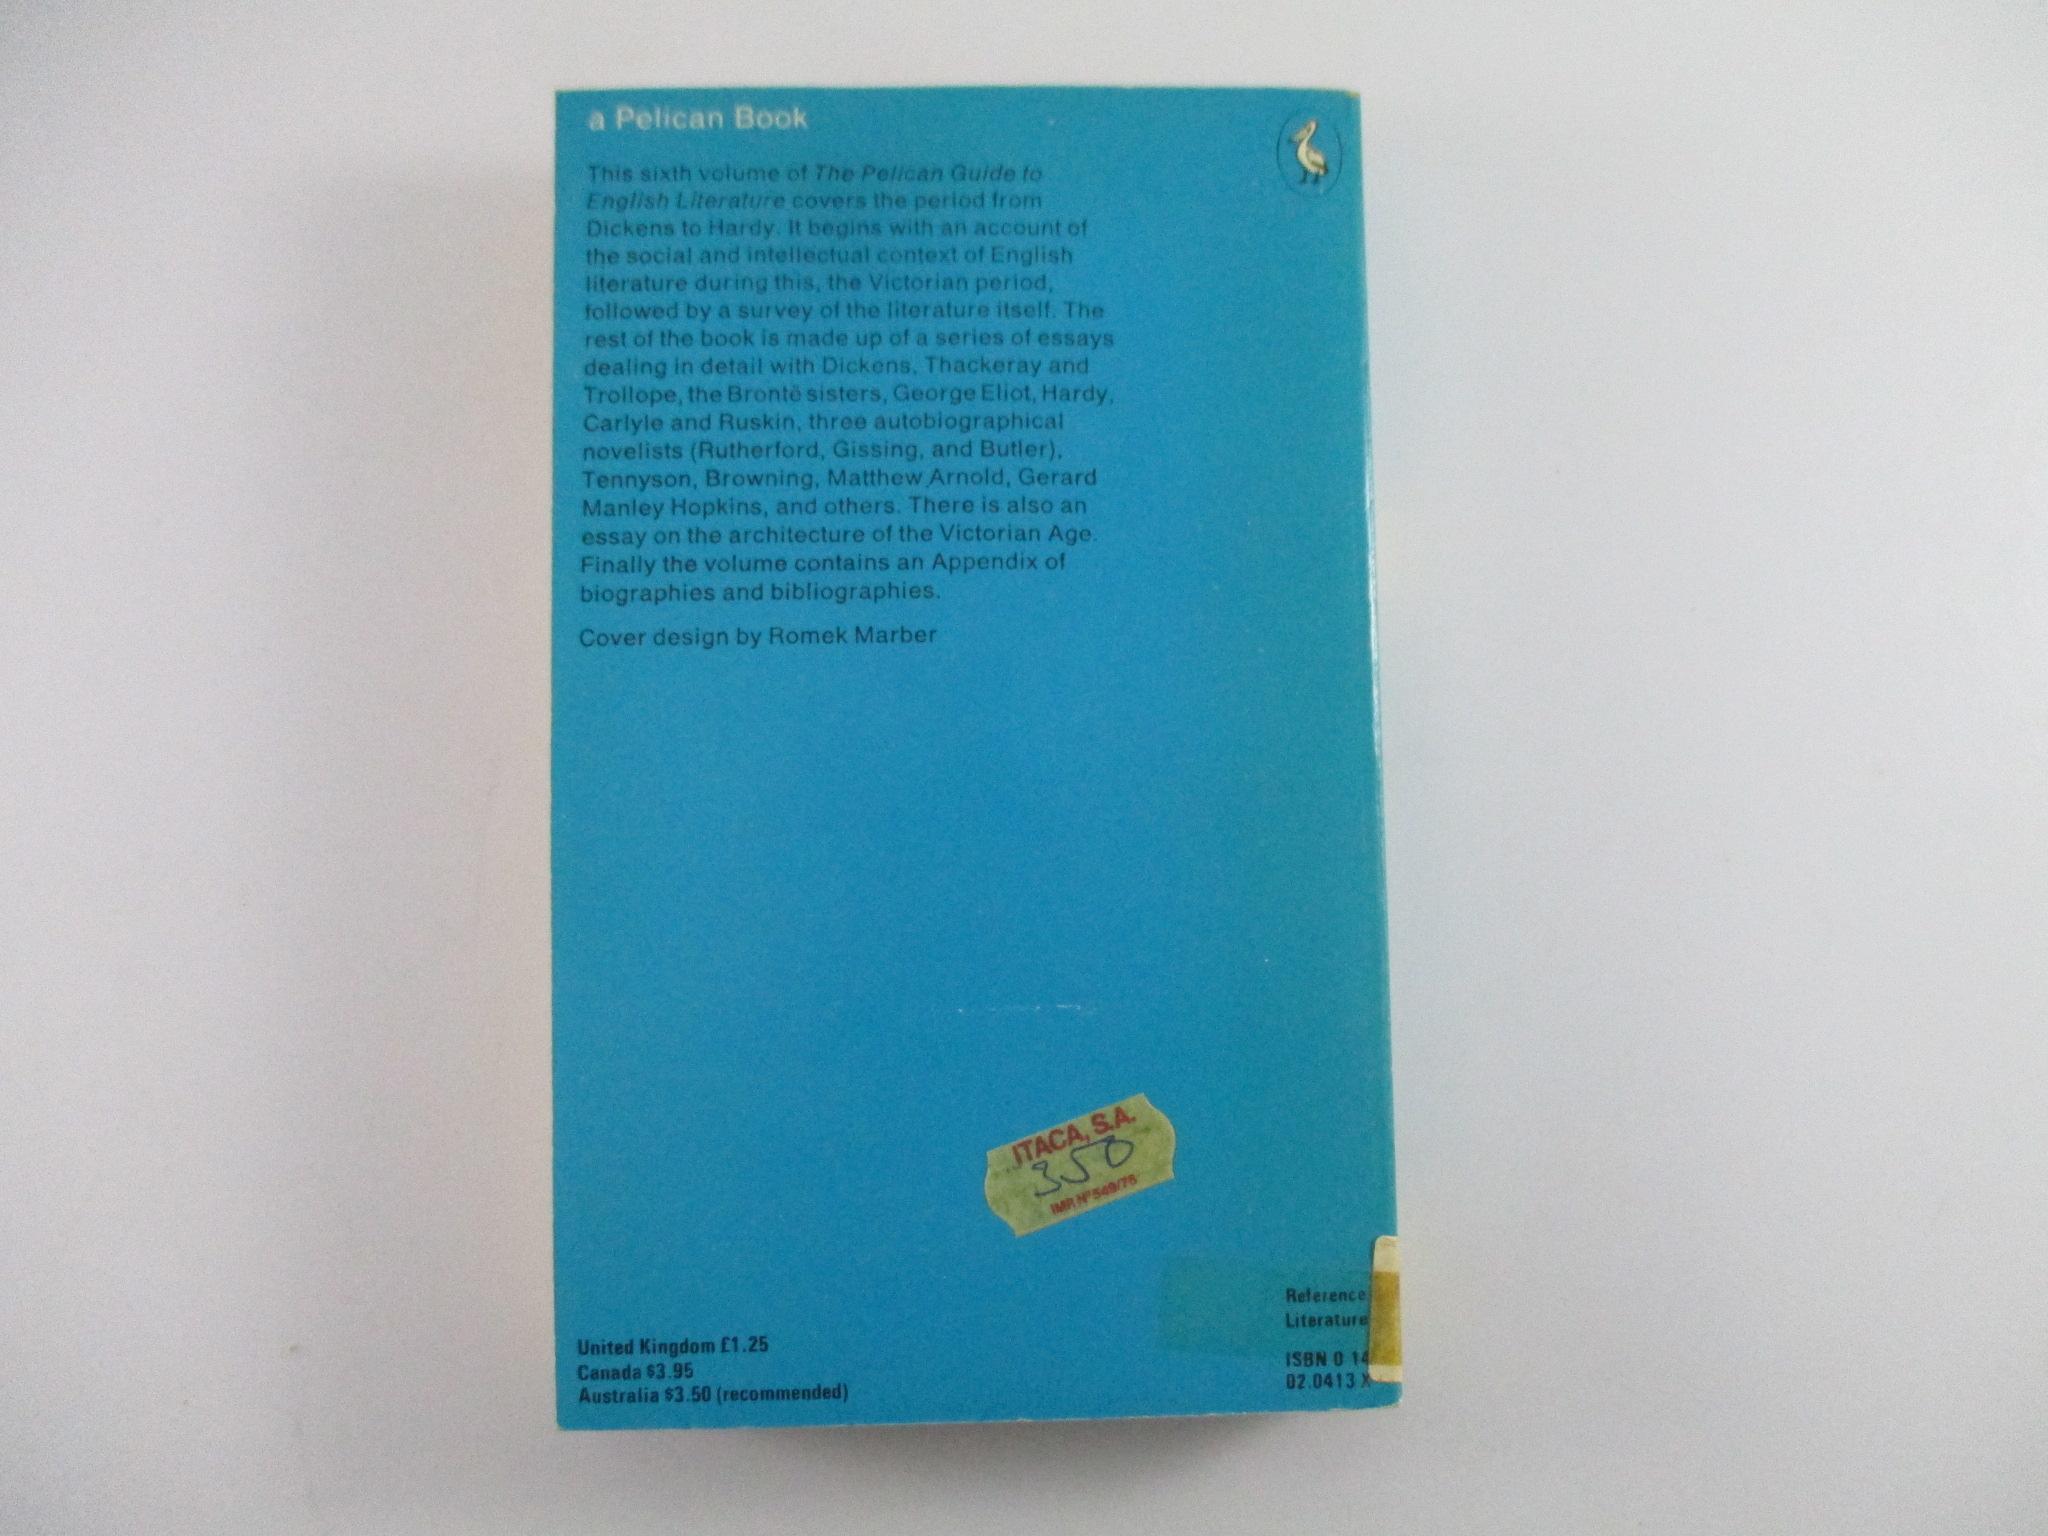 a Pelican Book
This sixth volume of The Pelican Guide to
English Literature covers the period from
Dickens to Hardy. It begins with an account of
the social and intellectual context of English
literature during this, the Victorian period,
followed by a survey of the literature itself. The
rest of the book is made up of a series of essays
dealing in detail with Dickens, Thackeray and
Trollope, the Brontë sisters, George Eliot, Hardy,
Carlyle and Ruskin, three autobiographical
novelists (Rutherford, Gissing, and Butler),
Tennyson, Browning, Matthew Arnold, Gerard
Manley Hopkins, and others. There is also an
essay on the architecture of the Victorian Age.
Finally the volume contains an Appendix of
biographies and bibliographies.
Cover design by Romek Marber
ITACA, S.A.
350
IMP. Nº 549/76
Reference
Literature
ISBN 0 14
02.0413 X
United Kingdom £1.25
Canada $3.95
Australia $3.50 (recommended)